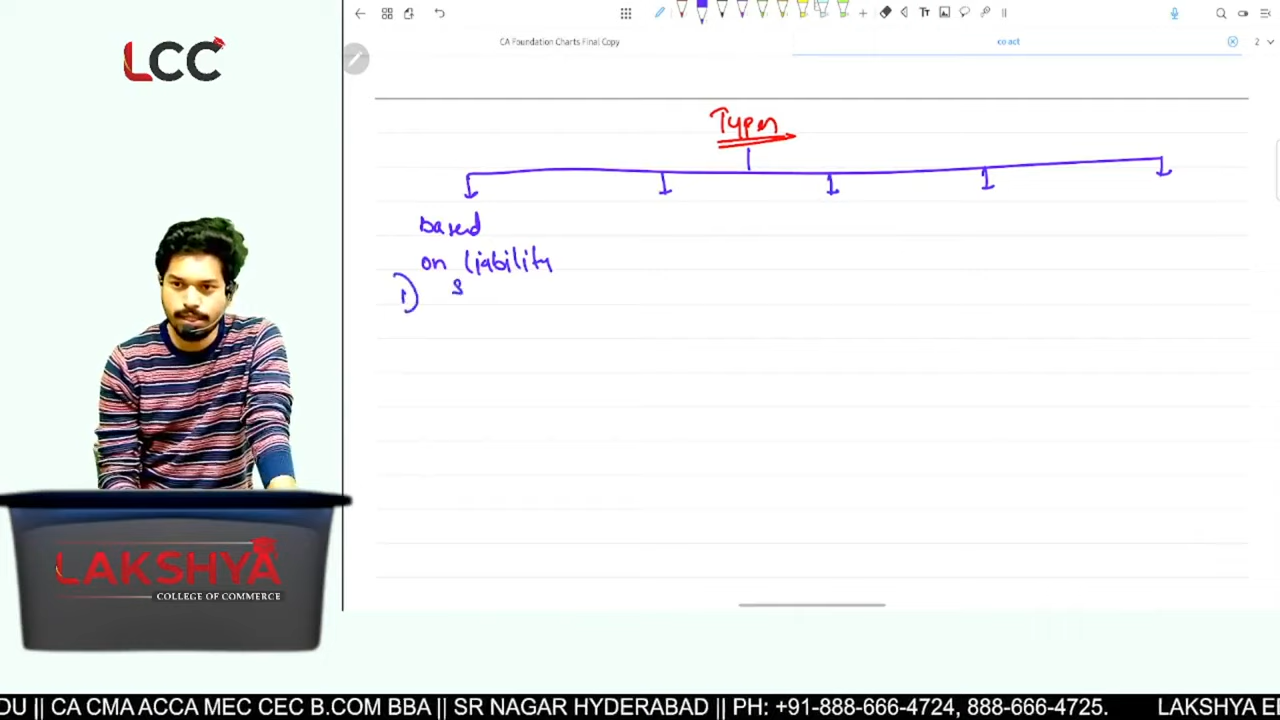 LCC
CA Foundation Charts Final Copy
co act
2
Types
based
on liability
1) s
LAKSHYA
COLLEGE OF COMMERCE
DU || CA CMA ACCA MEC CEC B.COM BBA || SR NAGAR HYDERABAD || PH: +91-888-666-4724, 888-666-4725. LAKSHYA E